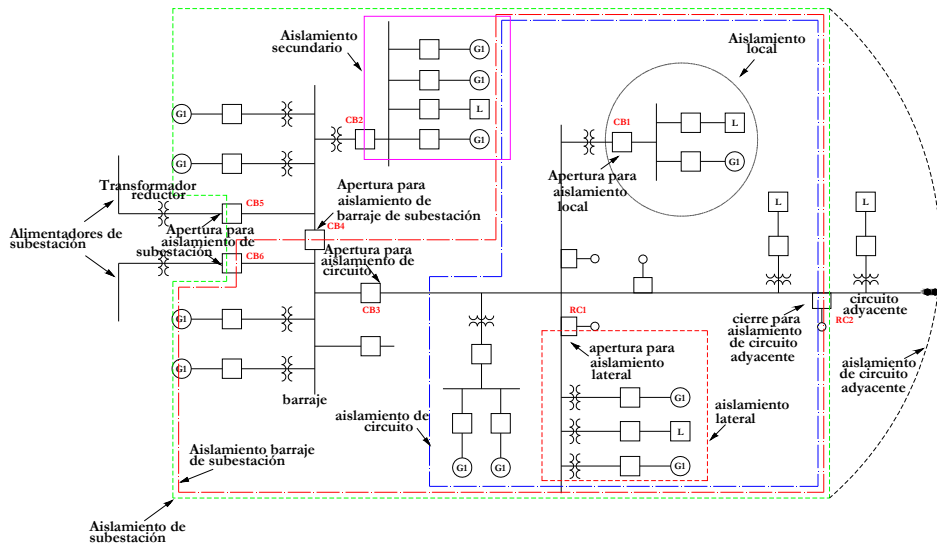 Aislamiento
secundario
Aislamiento
local
G1
G1
L
G1
CB2
G1
G1
CB1
L
G1
Apertura para
aislamiento
local
Transformador
reductor
Apertura para
aislamiento de
barraje de subestación
CB5
CB4
Alimentadores de
subestación
Apertura para
aislamiento de
subestación
CB6
Apertura para
aislamiento de
circuito
CB3
L
L
circuito
adyacente
cierre para
aislamiento
de circuito
adyacente
RC2
RC1
apertura para
aislamiento
lateral
aislamiento
de circuito
adyacente
G1
G1
barraje
aislamiento de
circuito
G1
L
G1
aislamiento
lateral
G1
G1
Aislamiento barraje
de subestación
Aislamiento de
subestación